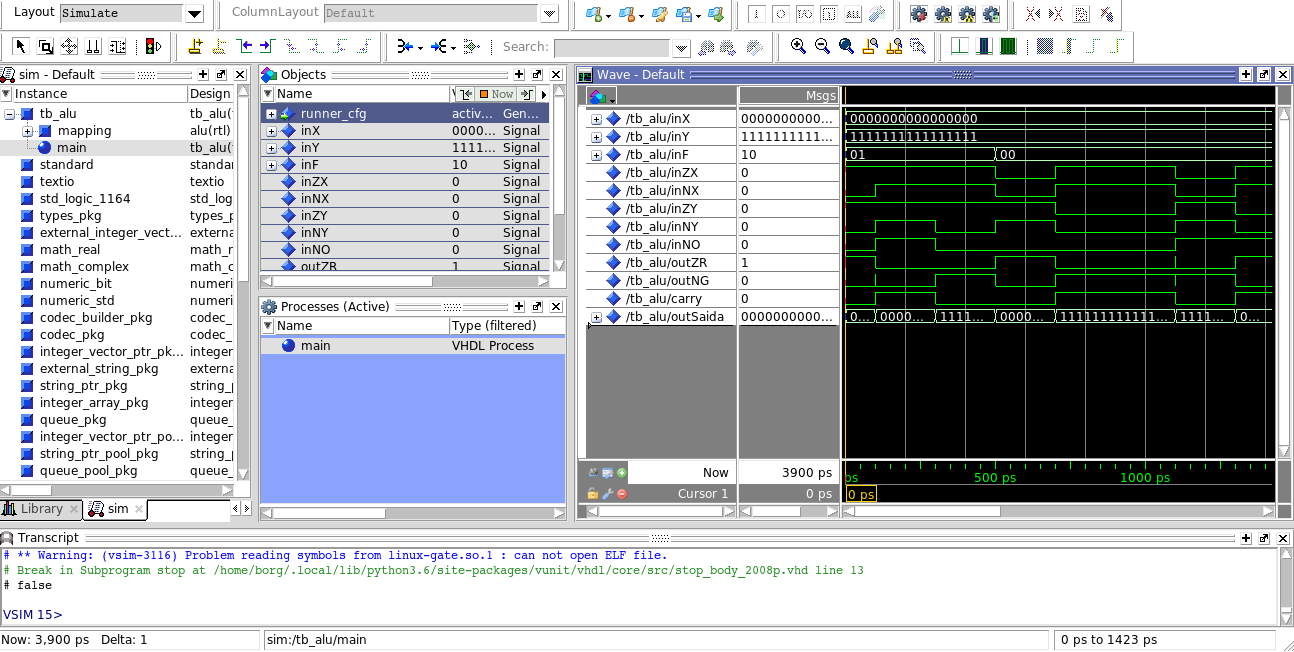 Layout Simulate
ColumnLayout Default
Search:
sim - Default
Instance Design
tb_alu tb_alu(
mapping alu(rtl)
main tb_alu(
standard standar
textio textio
std_logic_1164 std_log
types_pkg types_p
external_integer_vect... externa
math_real math_r
math_complex math_c
numeric_bit numeri
numeric_std numeri
codec_builder_pkg codec_
codec_pkg codec_
integer_vector_ptr_pk... integer
external_string_pkg externa
string_ptr_pkg string_p
integer_array_pkg integer
queue_pkg queue_
integer_vector_ptr_po... integer
string_ptr_pool_pkg string_p
queue_pool_pkg queue_
Library sim
Objects
Name Now
runner_cfg activ... Gen...
inX 0000... Signal
inY 1111... Signal
inF 10 Signal
inZX 0 Signal
inNX 0 Signal
inZY 0 Signal
inNY 0 Signal
inNO 0 Signal
outZR 1 Signal
Processes (Active)
Name Type (filtered)
main VHDL Process
Wave - Default
Msgs
/tb_alu/inX 0000000000... 0000000000000000
/tb_alu/inY 1111111111... 1111111111111111
/tb_alu/inF 10 01 00
/tb_alu/inZX 0
/tb_alu/inNX 0
/tb_alu/inZY 0
/tb_alu/inNY 0
/tb_alu/inNO 0
/tb_alu/outZR 1
/tb_alu/outNG 0
/tb_alu/carry 0
/tb_alu/outSaida 0000000000... 0... 0000... 1111... 0000... 111111111111... 1111... 0...
Now 3900 ps ps 500 ps 1000 ps
Cursor 1 0 ps 0 ps
Transcript
# ** Warning: (vsim-3116) Problem reading symbols from linux-gate.so.1 : can not open ELF file.
# Break in Subprogram stop at /home/borg/.local/lib/python3.6/site-packages/vunit/vhdl/core/src/stop_body_2008p.vhd line 13
# false
VSIM 15>
Now: 3,900 ps Delta: 1 sim:/tb_alu/main 0 ps to 1423 ps